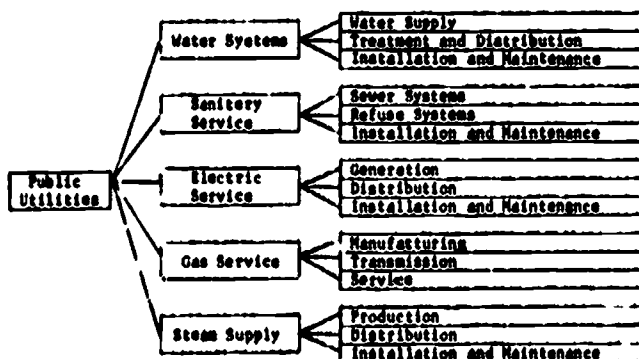 Public
Utilities
Water Systems
Water Supply
Treatment and Distribution
Installation and Maintenance
Sanitary
Service
Sewer Systems
Refuse Systems
Installation and Maintenance
Electric
Service
Generation
Distribution
Installation and Maintenance
Gas Service
Manufacturing
Transmission
Service
Steam Supply
Production
Distribution
Installation and Maintenance